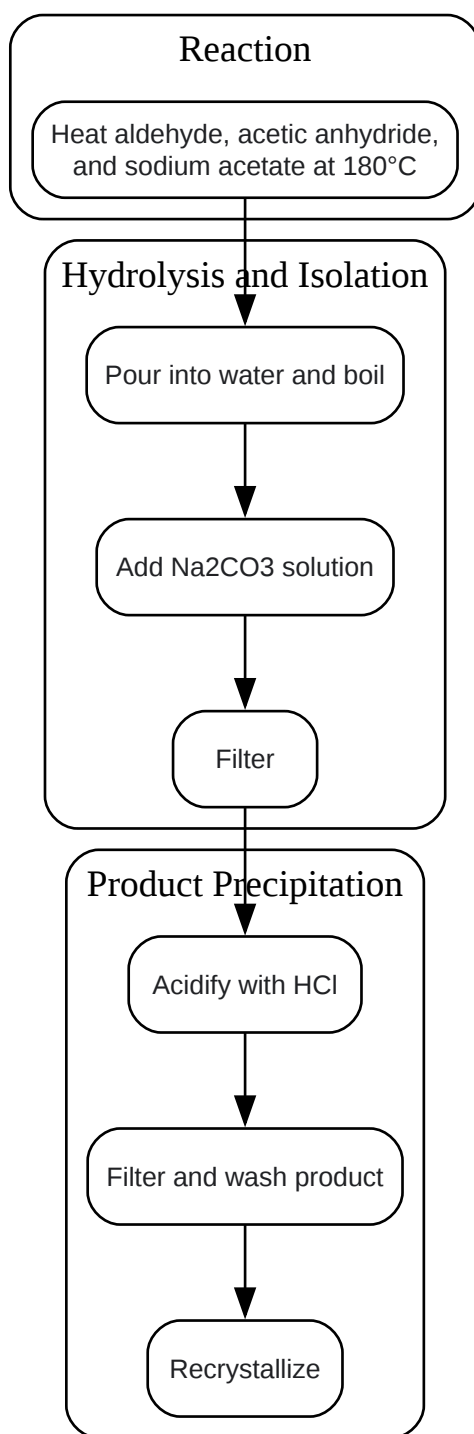 Reaction
Heat aldehyde, acetic anhydride,
and sodium acetate at 180°C
Hydrolysis and Isolation
Pour into water and boil
Add Na2CO3 solution
Filter
Product Precipitation
Acidify with HCl
Filter and wash product
Recrystallize